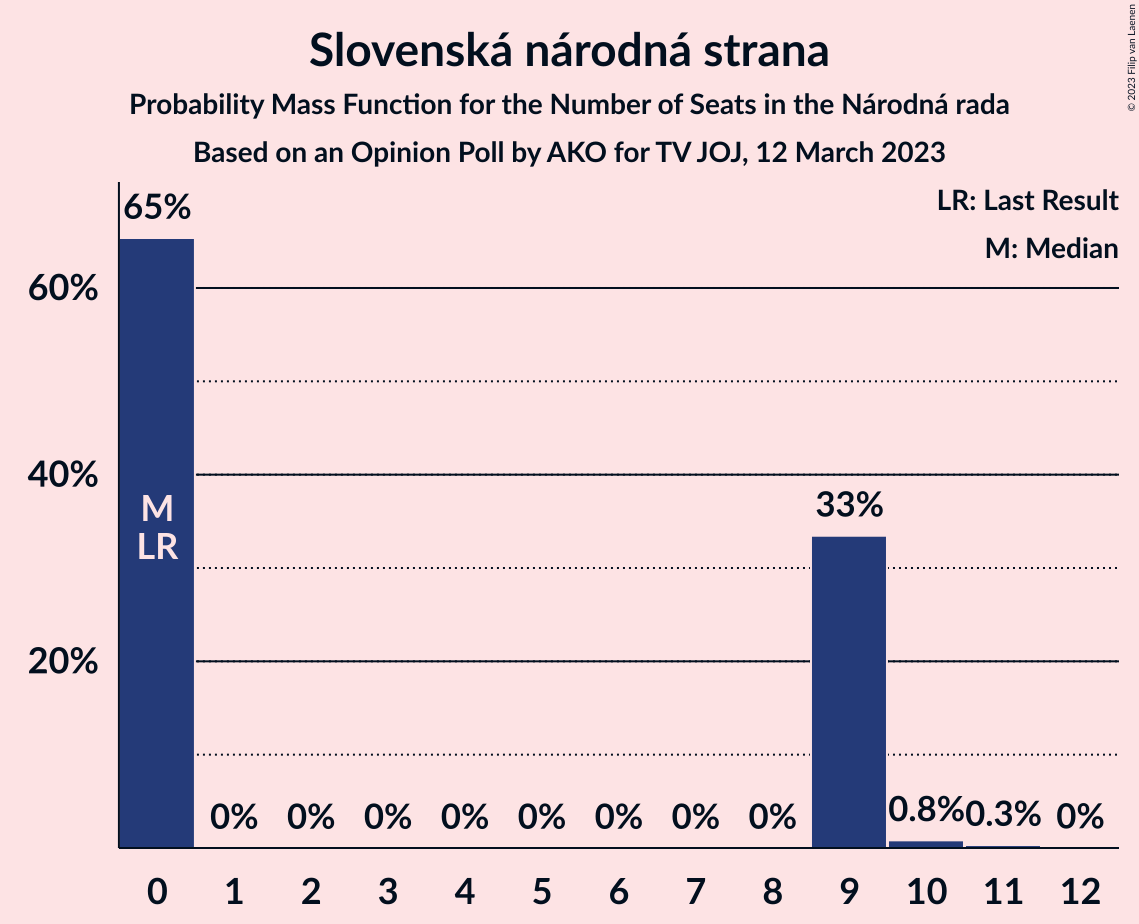 Slovenská národná strana
Probability Mass Function for the Number of Seats in the Národná rada
Based on an Opinion Poll by AKO for TV JOJ, 12 March 2023
© 2023 Filip van Laenen
LR: Last Result
M: Median
65%
60%
40%
33%
20%
M
LR
0% 0% 0% 0% 0% 0% 0% 0% 0.8% 0.3% 0%
0 1 2 3 4 5 6 7 8 9 10 11 12